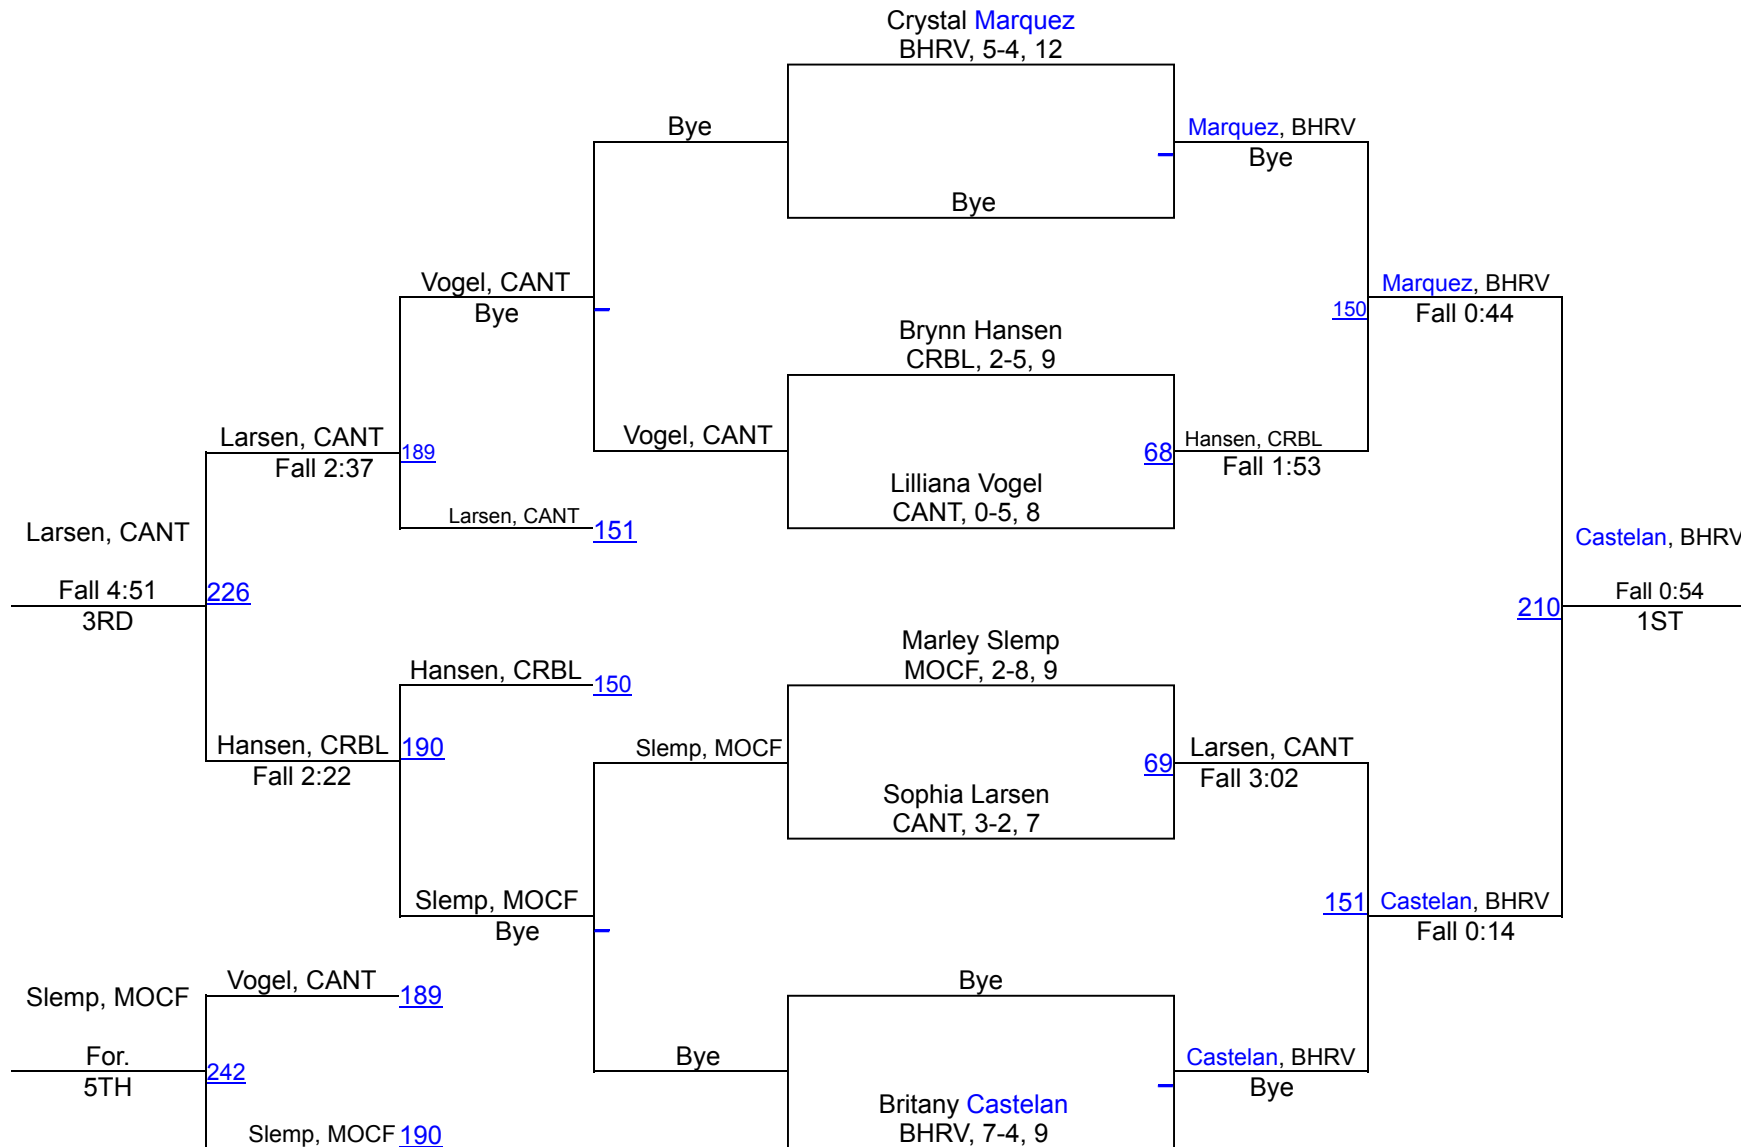 Crystal Marquez
BHRV, 5-4, 12
Bye
Marquez, BHRV
Bye
Bye
Vogel, CANT
Bye
Marquez, BHRV
150
Fall 0:44
Brynn Hansen
CRBL, 2-5, 9
Larsen, CANT
189
Fall 2:37
Vogel, CANT
68
Hansen, CRBL
Fall 1:53
Lilliana Vogel
CANT, 0-5, 8
Larsen, CANT
151
Larsen, CANT
Castelan, BHRV
Fall 4:51
226
3RD
210
Fall 0:54
1ST
Marley Slemp
MOCF, 2-8, 9
Hansen, CRBL
150
Hansen, CRBL
190
Fall 2:22
Slemp, MOCF
69
Larsen, CANT
Fall 3:02
Sophia Larsen
CANT, 3-2, 7
Slemp, MOCF
Bye
151
Castelan, BHRV
Fall 0:14
Slemp, MOCF
Vogel, CANT
189
Bye
For.
242
5TH
Bye
Castelan, BHRV
Bye
Britany Castelan
BHRV, 7-4, 9
Slemp, MOCF
190